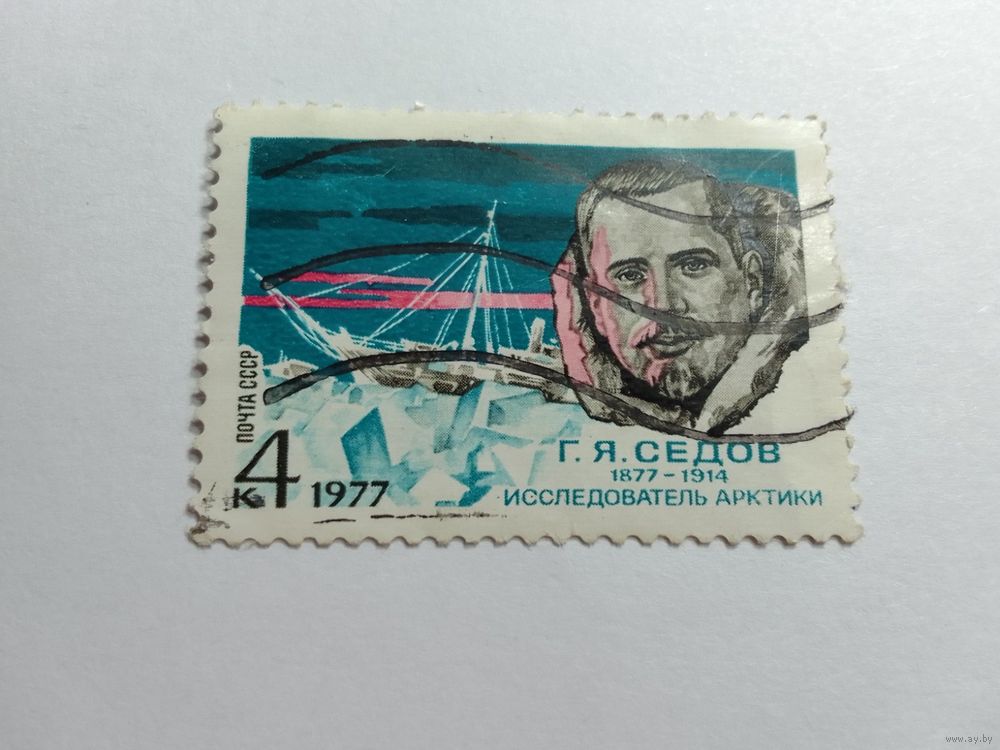 ПОЧТА СССР
4 К
1977
Г. Я. СЕДОВ
1877-1914
ИССЛЕДОВАТЕЛЬ АРКТИКИ
www.ay.by